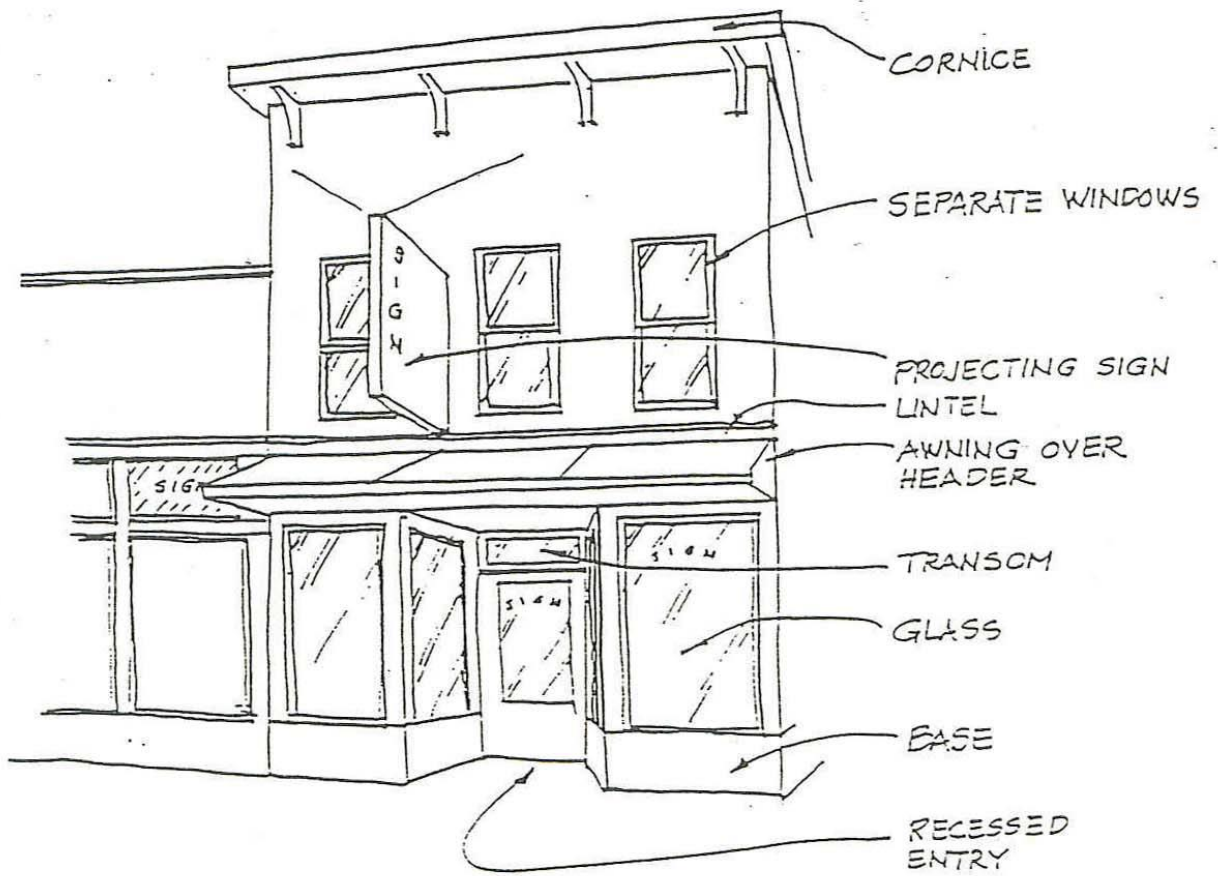 CORNICE
SEPARATE WINDOWS
SIGN
PROJECTING SIGN
LINTEL
AWNING OVER
HEADER
SIGN
SIGN
TRANSOM
SIGN
GLASS
BASE
RECESSED
ENTRY